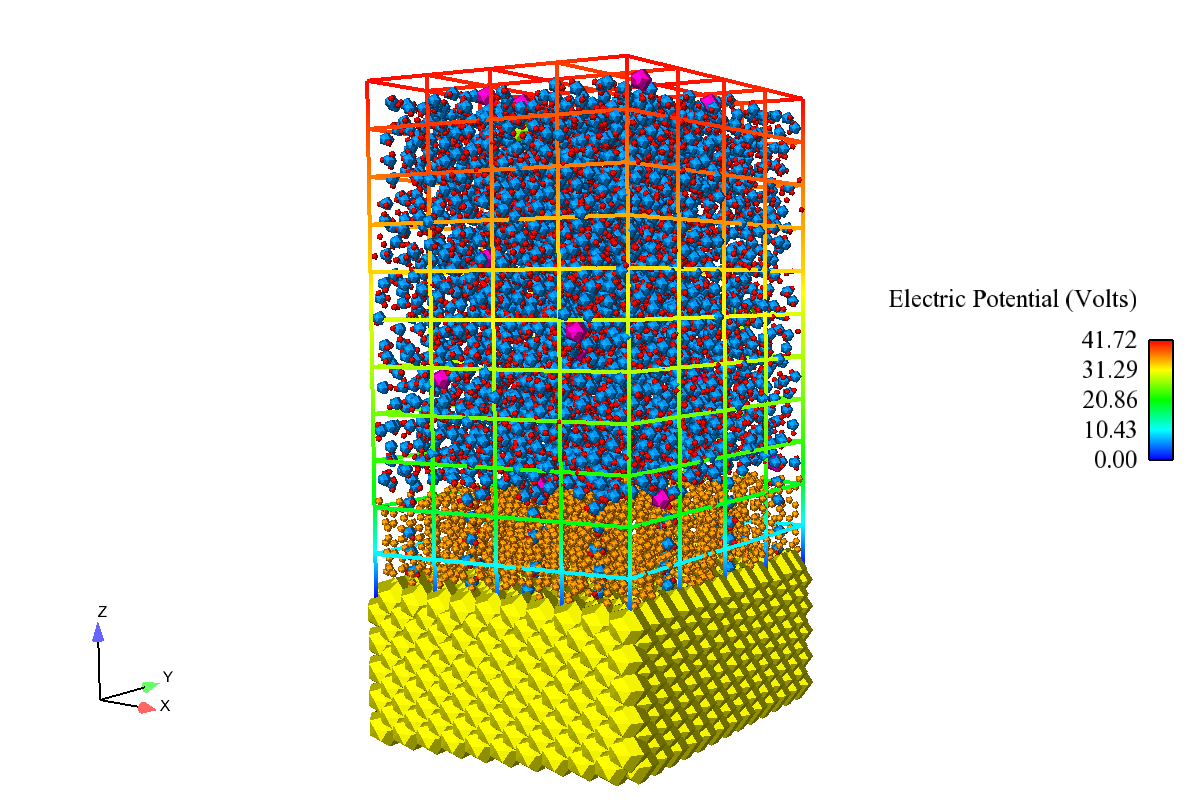 Electric Potential (Volts)
41.72
31.29
20.86
10.43
0.00
Z
Y
X